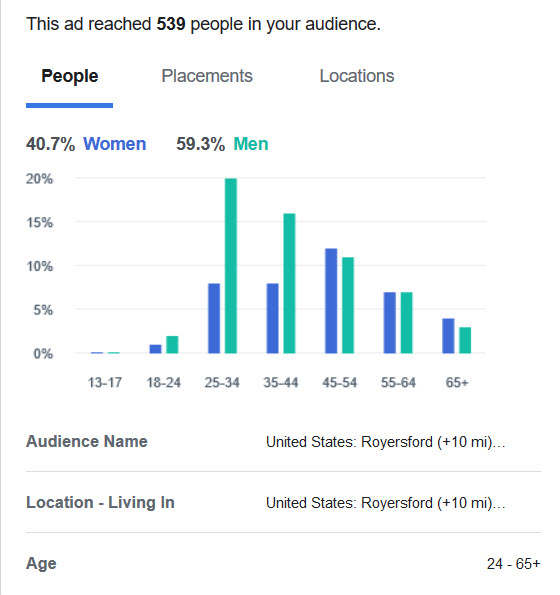 This ad reached 539 people in your audience.
People Placements Locations
40.7% Women 59.3% Men
20%
15%
10%
5%
0%
13-17 18-24 25-34 35-44 45-54 55-64 65+
Audience Name United States: Royersford (+10 mi)...
Location - Living In United States: Royersford (+10 mi)...
Age 24 - 65+